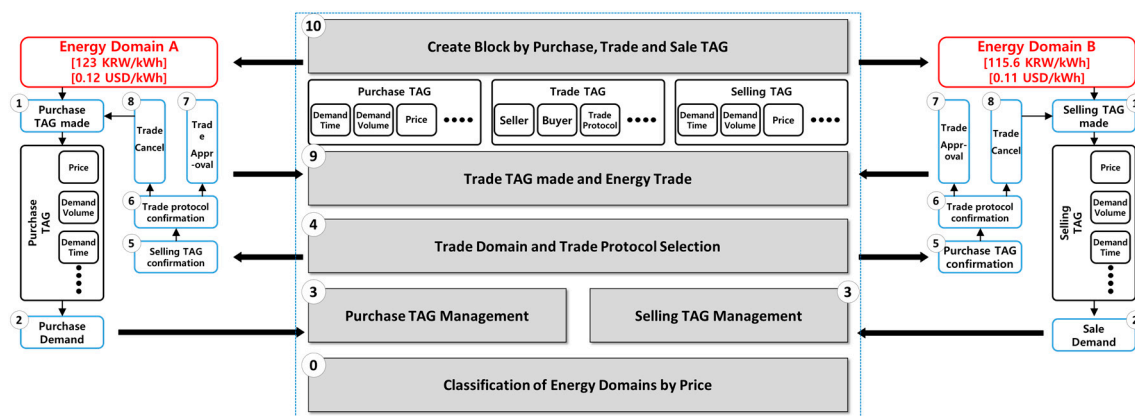 Energy Domain A
[123 KRW/kWh]
[0.12 USD/kWh]
1
Purchase
TAG made
8
Trade
Cancel
7
Trad
e
Appr
-oval
Purchase
TAG
Price
Demand
Volume
Demand
Time
6
Trade protocol
confirmation
5
Selling TAG
confirmation
2
Purchase
Demand
10
Create Block by Purchase, Trade and Sale TAG
Purchase TAG
Demand
Time
Demand
Volume
Price
Trade TAG
Seller
Buyer
Trade
Protocol
Selling TAG
Demand
Time
Demand
Volume
Price
9
Trade TAG made and Energy Trade
4
Trade Domain and Trade Protocol Selection
3
Purchase TAG Management
3
Selling TAG Management
0
Classification of Energy Domains by Price
Energy Domain B
[115.6 KRW/kWh]
[0.11 USD/kWh]
7
Trade
Appr
-oval
8
Trade
Cancel
1
Selling TAG
made
6
Trade protocol
confirmation
5
Purchase TAG
confirmation
Selling
TAG
Price
Demand
Volume
Demand
Time
2
Sale
Demand